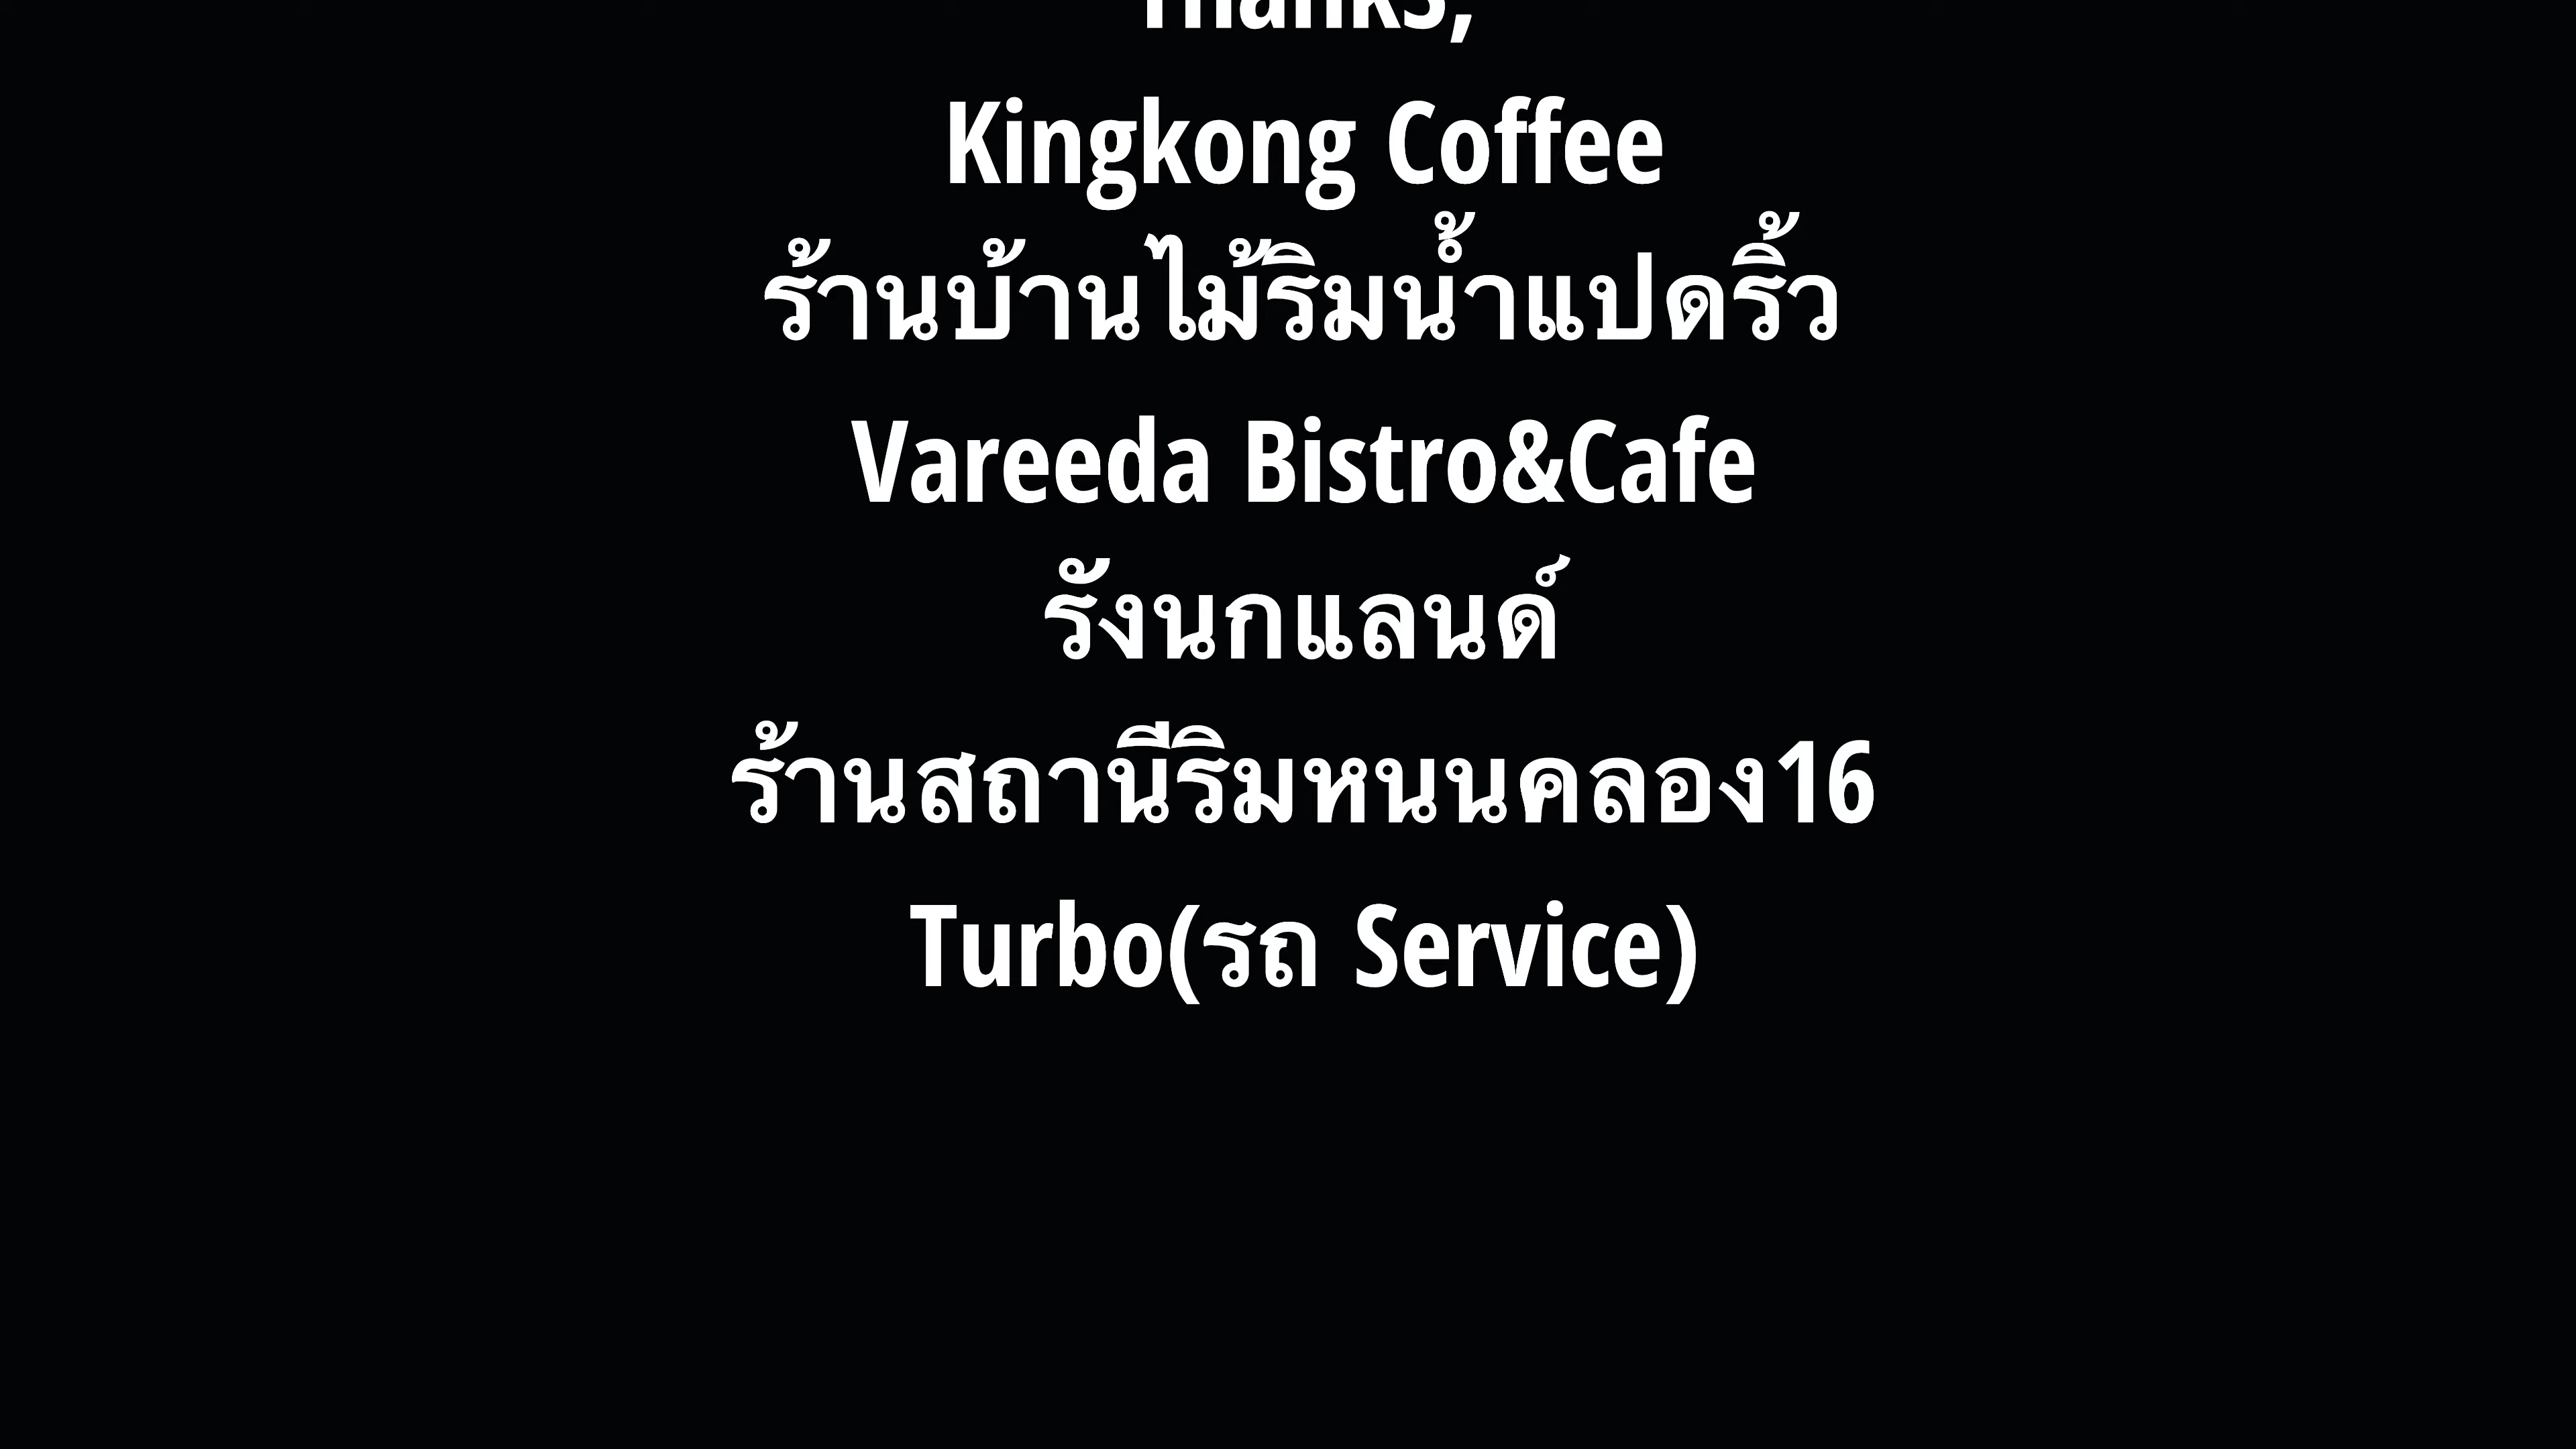 Thanks,
Kingkong Coffee
ร้านบ้านไม้ริมน้ำแปดริ้ว
Vareeda Bistro&Cafe
รังนกแลนด์
ร้านสถานีริมหนนคลอง16
Turbo(รถ Service)